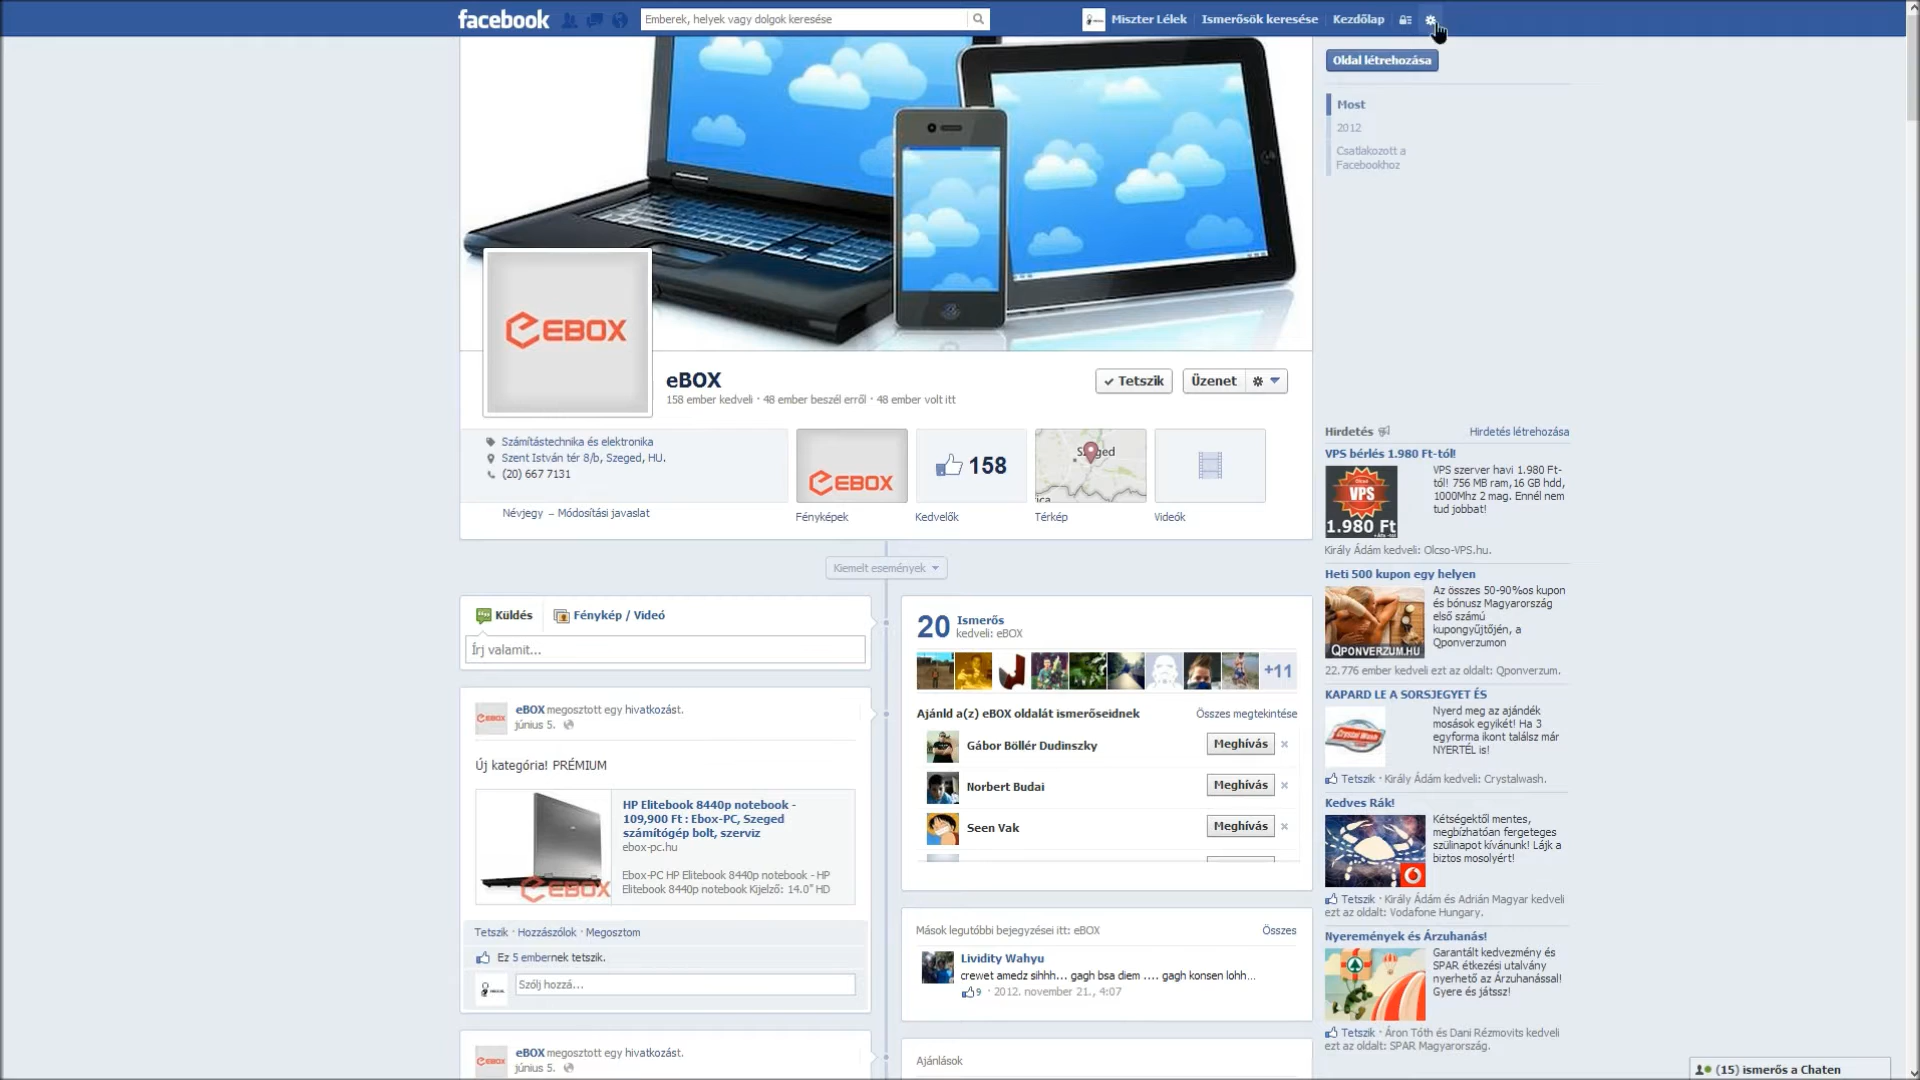 facebook
Emberek, helyek vagy dolgok keresése
Miszter Lélek
Ismerősök keresése
Kezdőlap
Oldal létrehozása
Most
2012
Csatlakozott a
Facebookhoz
EBOX
eBOX
158 ember kedveli · 48 ember beszél erről · 48 ember volt itt
Tetszik
Üzenet
Számítástechnika és elektronika
Szent István tér 8/b, Szeged, HU.
(20) 667 7131
Névjegy – Módosítási javaslat
EBOX
158
Szeged
Fényképek
Kedvelők
Térkép
Videók
Kiemelt események
Küldés
Fénykép / Videó
Írj valamit...
eBOX megosztott egy hivatkozást.
június 5.
Új kategória! PRÉMIUM
HP Elitebook 8440p notebook -
109,900 Ft : Ebox-PC, Szeged
számítógép bolt, szerviz
ebox-pc.hu
Ebox-PC HP Elitebook 8440p notebook - HP
Elitebook 8440p notebook Kijelző: 14.0" HD
EBOX
Tetszik · Hozzászólok · Megosztom
Ez 5 embernek tetszik.
Szólj hozzá...
eBOX megosztott egy hivatkozást.
június 5.
20 Ismerős
kedveli: eBOX
+11
Ajánld a(z) eBOX oldalát ismerőseidnek
Összes megtekintése
Gábor Böllér Dudinszky
Meghívás
Norbert Budai
Meghívás
Seen Vak
Meghívás
Mások legutóbbi bejegyzései itt: eBOX
Összes
Lividity Wahyu
crewet amedz sihhh... gagh bsa diem .... gagh konsen lohh...
9 · 2012. november 21., 4:07
Ajánlások
Hirdetés
Hirdetés létrehozása
VPS bérlés 1.980 Ft-tól!
VPS szerver havi 1.980 Ft-
tól! 756 MB ram,16 GB hdd,
1000Mhz 2 mag. Ennél nem
tud jobbat!
VPS
1.980 Ft
Király Ádám kedveli: Olcso-VPS.hu.
Heti 500 kupon egy helyen
Az összes 50-90%os kupon
és bónusz Magyarország
első számú
kupongyűjtőjén, a
Qponverzumon
QPONVERZUM.HU
22.776 ember kedveli ezt az oldalt: Qponverzum.
KAPARD LE A SORSJEGYET ÉS
Nyerd meg az ajándék
mosások egyikét! Ha 3
egyforma ikont találsz már
NYERTÉL is!
Crystal Wash
Tetszik · Király Ádám kedveli: Crystalwash.
Kedves Rák!
Kétségektől mentes,
megbízhatóan fergeteges
szülinapot kívánunk! Lájk a
biztos mosolyért!
Tetszik · Király Ádám és Adrián Magyar kedveli
ezt az oldalt: Vodafone Hungary.
Nyeremények és Árzuhanás!
Garantált kedvezmény és
SPAR étkezési utalvány
nyerhető az Árzuhanással!
Gyere és játssz!
Tetszik · Áron Tóth és Dani Rézmovits kedveli
ezt az oldalt: SPAR Magyarország.
(15) ismerős a Chaten